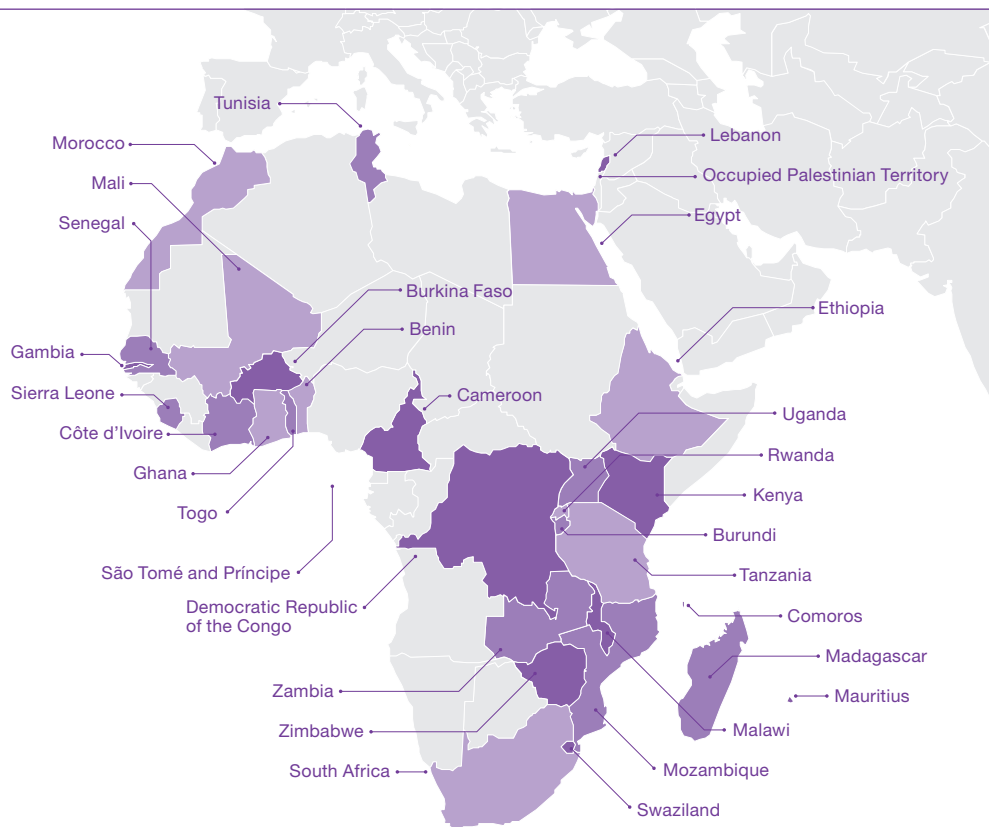 Tunisia
Lebanon
Morocco
Occupied Palestinian Territory
Mali
Egypt
Senegal
Burkina Faso
Ethiopia
Benin
Gambia
Sierra Leone
Cameroon
Uganda
Côte d'Ivoire
Rwanda
Ghana
Kenya
Togo
Burundi
São Tomé and Príncipe
Tanzania
Democratic Republic
of the Congo
Comoros
Madagascar
Zambia
Mauritius
Zimbabwe
Malawi
South Africa
Mozambique
Swaziland